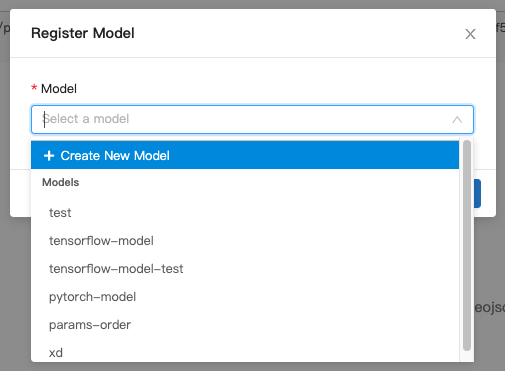 Register Model
* Model
Select a model
+ Create New Model
Models
test
tensorflow-model
tensorflow-model-test
pytorch-model
params-order
xd